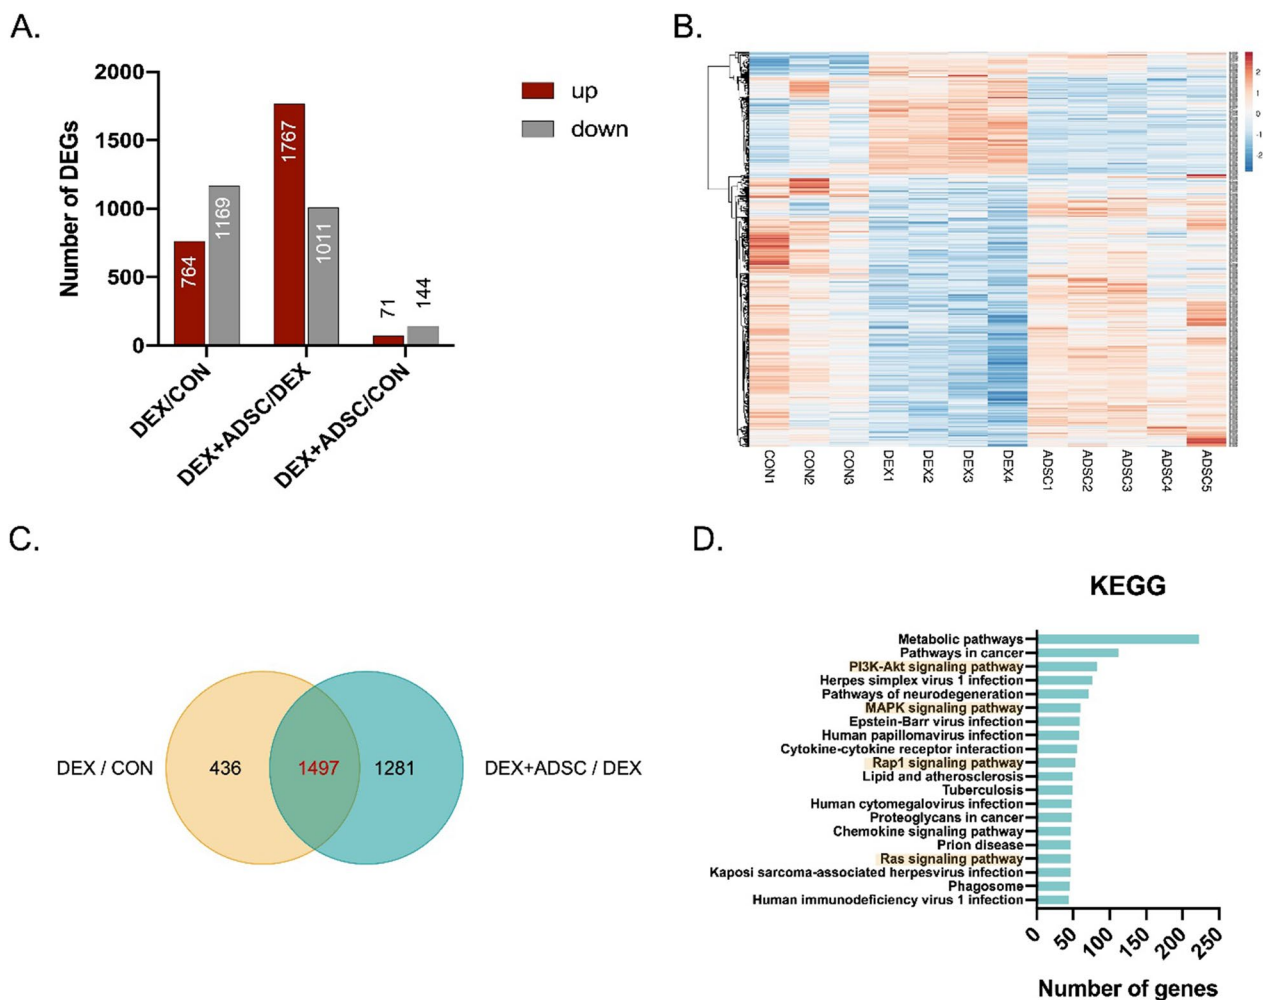 A.
2000
1500
1000
500
0
Number of DEGs
764
1169
1767
1011
71
144
DEX/CON
DEX+ADSC/DEX
DEX+ADSC/CON
up
down
B.
2
1
0
-1
-2
CON1
CON2
CON3
DEX1
DEX2
DEX3
DEX4
ADSC1
ADSC2
ADSC3
ADSC4
ADSC5
C.
DEX / CON
436
1497
1281
DEX+ADSC / DEX
D.
KEGG
Metabolic pathways
Pathways in cancer
PI3K-Akt signaling pathway
Herpes simplex virus 1 infection
Pathways of neurodegeneration
MAPK signaling pathway
Epstein-Barr virus infection
Human papillomavirus infection
Cytokine-cytokine receptor interaction
Rap1 signaling pathway
Lipid and atherosclerosis
Tuberculosis
Human cytomegalovirus infection
Proteoglycans in cancer
Chemokine signaling pathway
Prion disease
Ras signaling pathway
Kaposi sarcoma-associated herpesvirus infection
Phagosome
Human immunodeficiency virus 1 infection
0
50
100
150
200
250
Number of genes